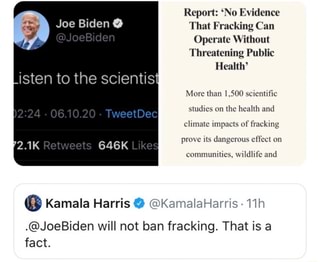 Joe Biden
@JoeBiden
Listen to the scientist
02:24 · 06.10.20 · TweetDec
72.1K Retweets 646K Likes
Report: ‘No Evidence
That Fracking Can
Operate Without
Threatening Public
Health’
More than 1,500 scientific
studies on the health and
climate impacts of fracking
prove its dangerous effect on
communities, wildlife and
Kamala Harris @KamalaHarris · 11h
.@JoeBiden will not ban fracking. That is a
fact.